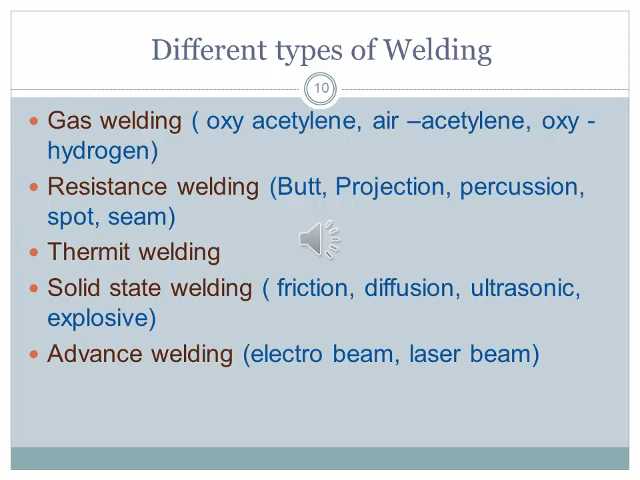 Different types of Welding
10
• Gas welding ( oxy acetylene, air –acetylene, oxy -
hydrogen)
• Resistance welding (Butt, Projection, percussion,
spot, seam)
• Thermit welding
• Solid state welding ( friction, diffusion, ultrasonic,
explosive)
• Advance welding (electro beam, laser beam)